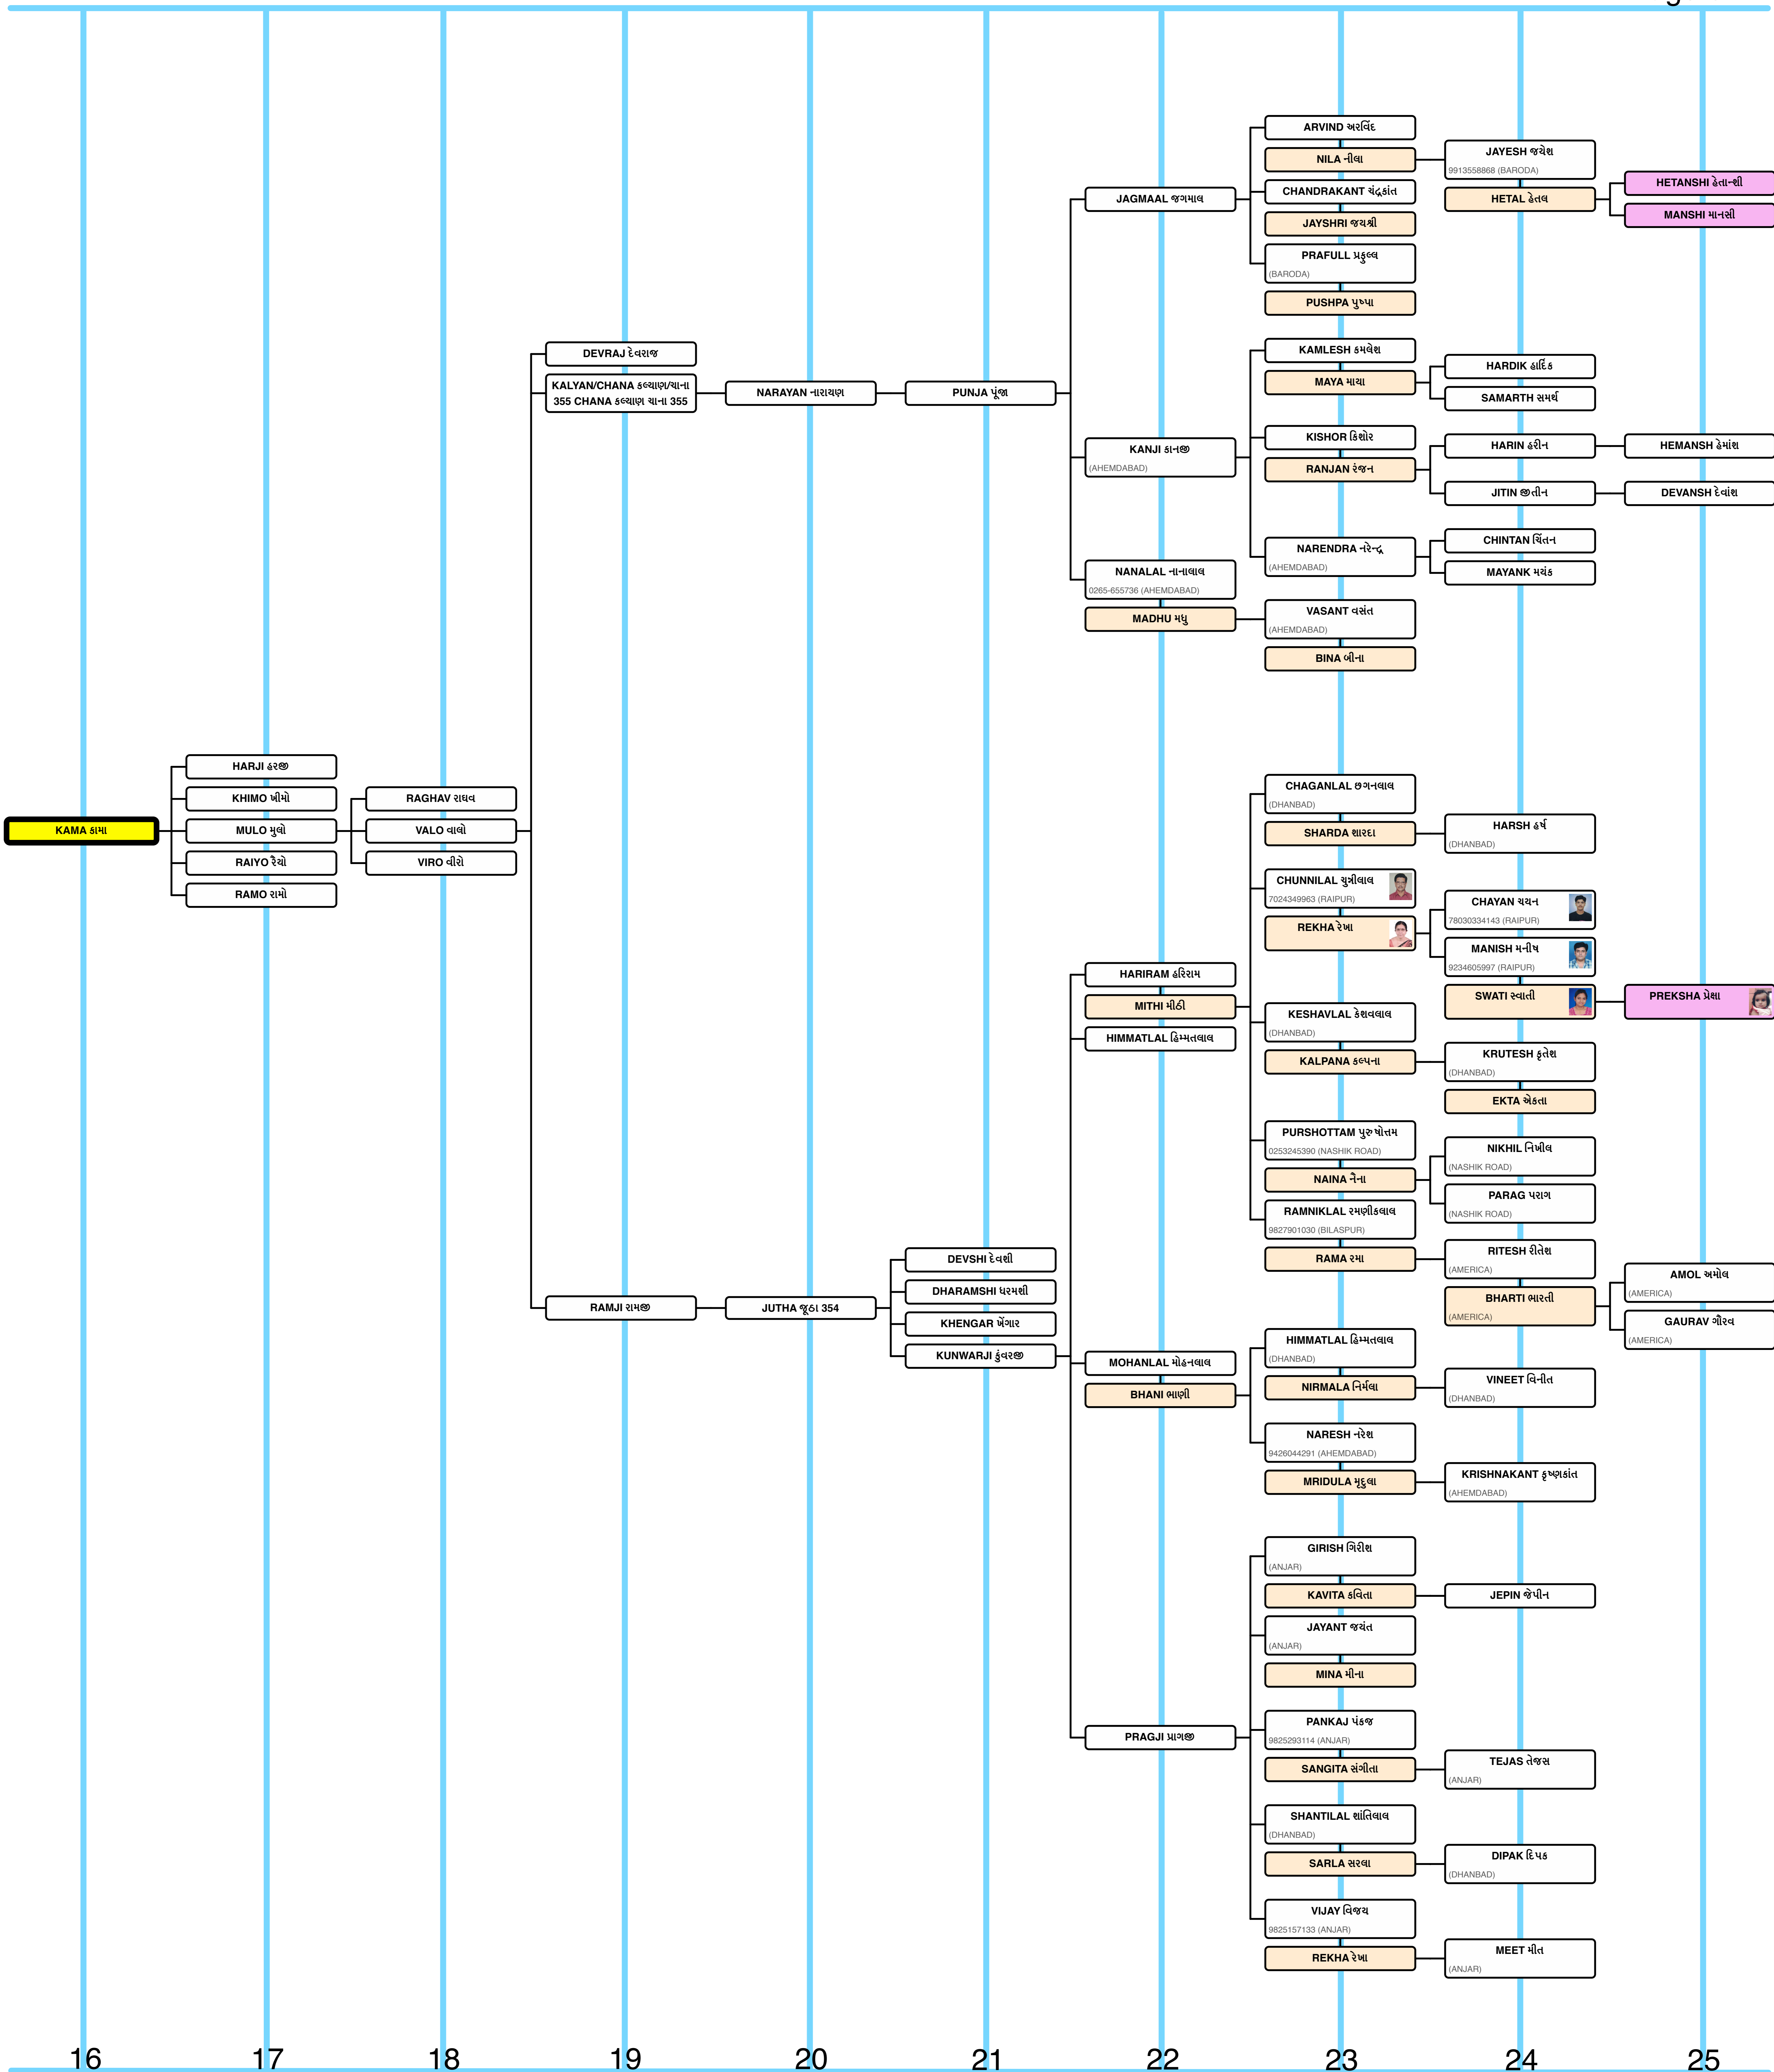 KAMA કામા
HARJI હરજી
KHIMO ખીમો
MULO મુલો
RAIYO રૈયો
RAMO રામો
RAGHAV રાઘવ
VALO વાલો
VIRO વીરો
DEVRAJ દેવરાજ
KALYAN/CHANA કલ્યાણ/ચાના
355 CHANA કલ્યાણ ચાના 355
RAMJI રામજી
NARAYAN નારાયણ
JUTHA જૂઠા 354
PUNJA પૂંજા
DEVSHI દેવશી
DHARAMSHI ધરમશી
KHENGAR ખેંગાર
KUNWARJI કુંવરજી
JAGMAAL જગમાલ
KANJI કાનજી
(AHEMDABAD)
NANALAL નાનાલાલ
0265-655736 (AHEMDABAD)
MADHU મધુ
HARIRAM હરિરામ
MITHI મીઠી
HIMMATLAL હિમ્મતલાલ
MOHANLAL મોહનલાલ
BHANI ભાણી
PRAGJI પ્રાગજી
ARVIND અરવિંદ
NILA નીલા
CHANDRAKANT ચંદ્રકાંત
JAYSHRI જયશ્રી
PRAFULL પ્રફુલ્લ
(BARODA)
PUSHPA પુષ્પા
KAMLESH કમલેશ
MAYA માયા
KISHOR કિશોર
RANJAN રંજન
NARENDRA નરેન્દ્ર
(AHEMDABAD)
VASANT વસંત
(AHEMDABAD)
BINA બીના
CHAGANLAL છગનલાલ
(DHANBAD)
SHARDA શારદા
CHUNNILAL ચુન્નીલાલ
7024349963 (RAIPUR)
REKHA રેખા
KESHAVLAL કેશવલાલ
(DHANBAD)
KALPANA કલ્પના
PURSHOTTAM પુરુષોત્તમ
0253245390 (NASHIK ROAD)
NAINA નૈના
RAMNIKLAL રમણીકલાલ
9827901030 (BILASPUR)
RAMA રમા
HIMMATLAL હિમ્મતલાલ
(DHANBAD)
NIRMALA નિર્મલા
NARESH નરેશ
9426044291 (AHEMDABAD)
MRIDULA મૃદુલા
GIRISH ગિરીશ
(ANJAR)
KAVITA કવિતા
JAYANT જયંત
(ANJAR)
MINA મીના
PANKAJ પંકજ
9825293114 (ANJAR)
SANGITA સંગીતા
SHANTILAL શાંતિલાલ
(DHANBAD)
SARLA સરલા
VIJAY વિજય
9825157133 (ANJAR)
REKHA રેખા
JAYESH જયેશ
9913558868 (BARODA)
HETAL હેતલ
HARDIK હાર્દિક
SAMARTH સમર્થ
HARIN હરીન
JITIN જીતીન
CHINTAN ચિંતન
MAYANK મયંક
HARSH હર્ષ
(DHANBAD)
CHAYAN ચયન
78030334143 (RAIPUR)
MANISH મનીષ
9234605997 (RAIPUR)
SWATI સ્વાતી
KRUTESH કૃતેશ
(DHANBAD)
EKTA એકતા
NIKHIL નિખીલ
(NASHIK ROAD)
PARAG પરાગ
(NASHIK ROAD)
RITESH રીતેશ
(AMERICA)
BHARTI ભારતી
(AMERICA)
VINEET વિનીત
(DHANBAD)
KRISHNAKANT કૃષ્ણકાંત
(AHEMDABAD)
JEPIN જેપીન
TEJAS તેજસ
(ANJAR)
DIPAK દિપક
(DHANBAD)
MEET મીત
(ANJAR)
HETANSHI હેતાન્શી
MANSHI માનસી
HEMANSH હેમાંશ
DEVANSH દેવાંશ
PREKSHA પ્રેક્ષા
AMOL અમોલ
(AMERICA)
GAURAV ગૌરવ
(AMERICA)
16 17 18 19 20 21 22 23 24 25